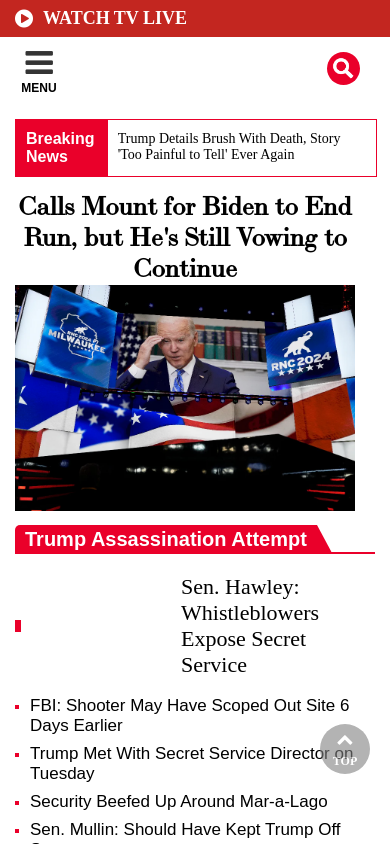 WATCH TV LIVE
MENU
Breaking
News
Trump Details Brush With Death, Story
'Too Painful to Tell' Ever Again
Calls Mount for Biden to End
Run, but He's Still Vowing to
Continue
RNC 2024
MILWAUKEE
RNC 2024
Trump Assassination Attempt
Sen. Hawley:
Whistleblowers
Expose Secret
Service
FBI: Shooter May Have Scoped Out Site 6
Days Earlier
Trump Met With Secret Service Director on
Tuesday
TOP
Security Beefed Up Around Mar-a-Lago
Sen. Mullin: Should Have Kept Trump Off